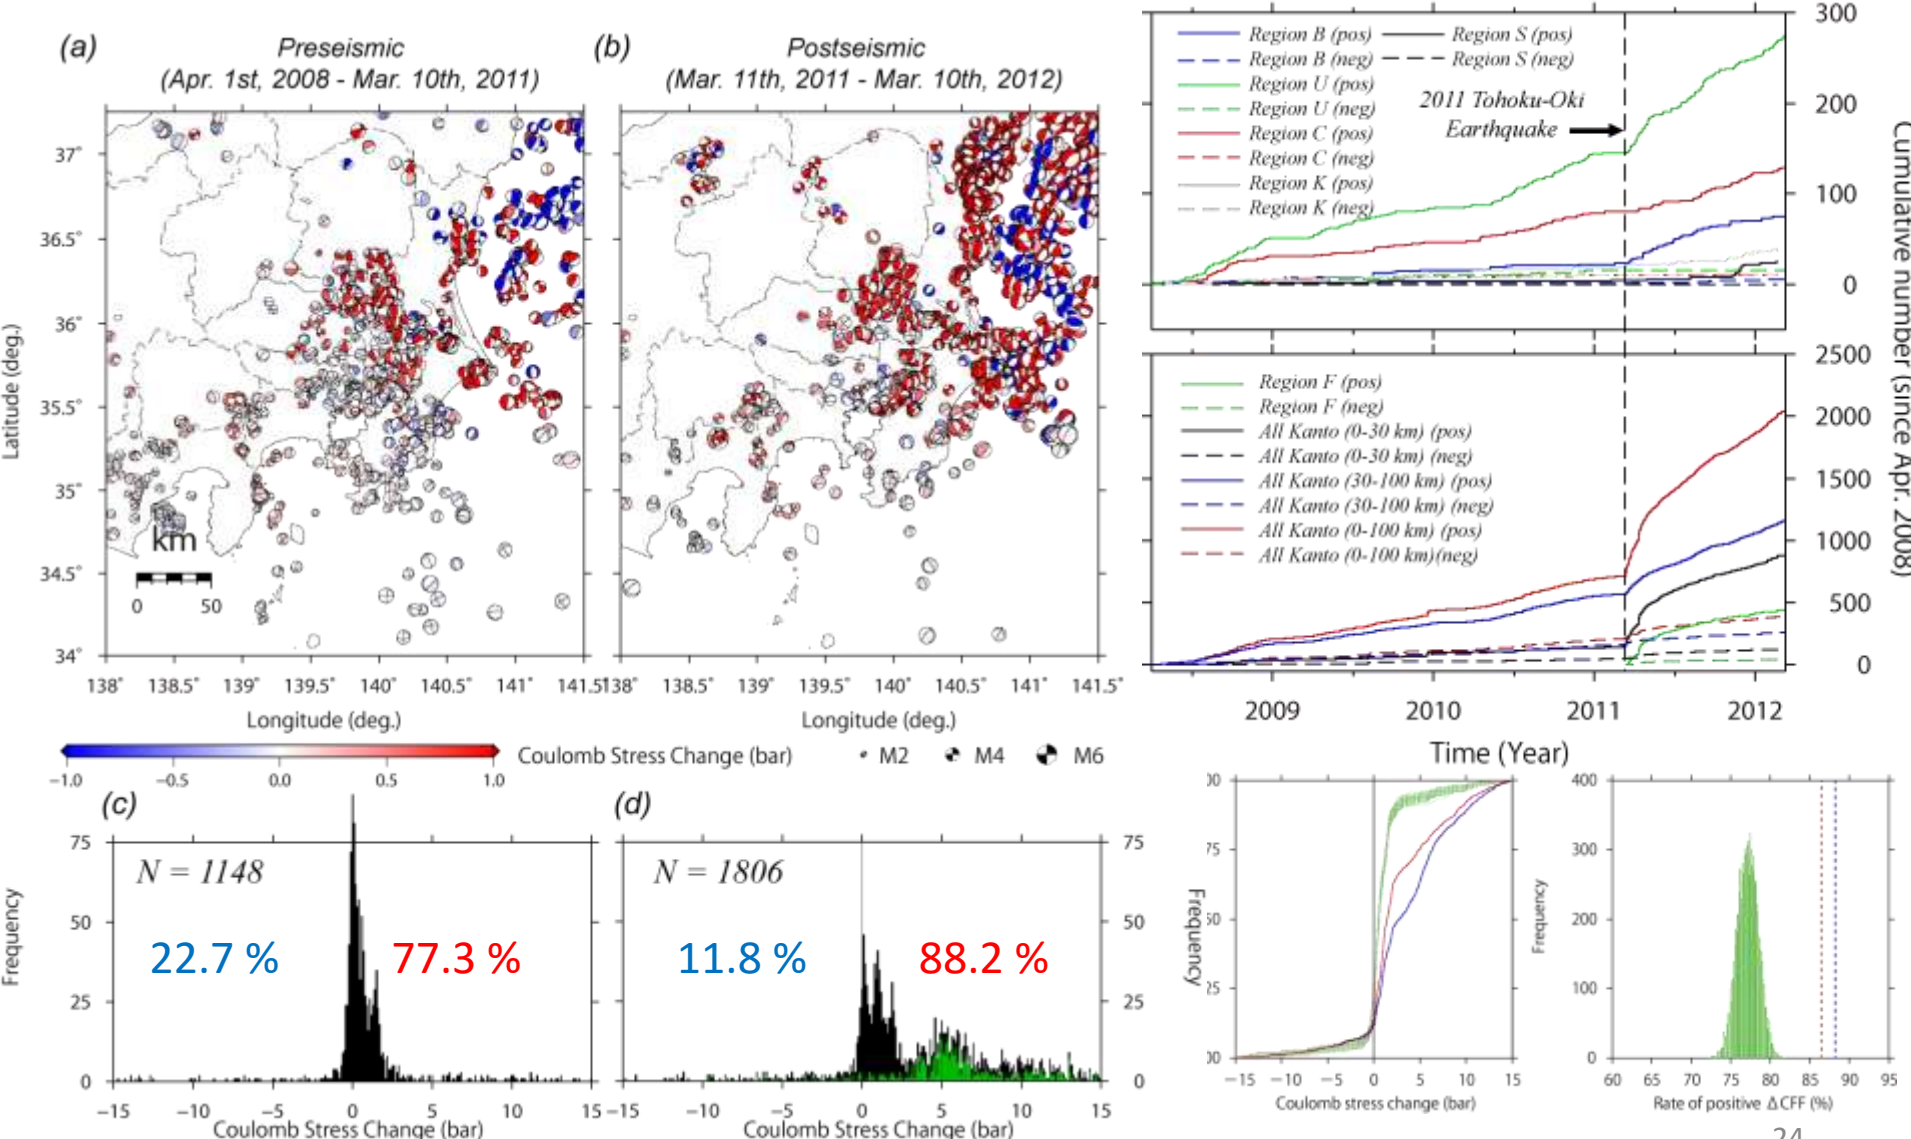 (a)
Preseismic
(Apr. 1st, 2008 - Mar. 10th, 2011)
(b)
Postseismic
(Mar. 11th, 2011 - Mar. 10th, 2012)
Latitude (deg.)
37°
36.5°
36°
35.5°
35°
34.5°
34°
km
0 50
138° 138.5° 139° 139.5° 140° 140.5° 141° 141.5°
138° 138.5° 139° 139.5° 140° 140.5° 141° 141.5°
Longitude (deg.)
Longitude (deg.)
−1.0 −0.5 0.0 0.5 1.0
Coulomb Stress Change (bar)
M2 M4 M6
(c)
N = 1148
22.7 %
77.3 %
Frequency
75
50
25
0
−15 −10 −5 0 5 10 15
Coulomb Stress Change (bar)
(d)
N = 1806
11.8 %
88.2 %
75
50
25
0
−15 −10 −5 0 5 10 15
Coulomb Stress Change (bar)
Region B (pos)
Region B (neg)
Region U (pos)
Region U (neg)
Region C (pos)
Region C (neg)
Region K (pos)
Region K (neg)
Region S (pos)
Region S (neg)
2011 Tohoku-Oki
Earthquake
300
200
100
0
Cumulative number (since Apr. 2008)
Region F (pos)
Region F (neg)
All Kanto (0-30 km) (pos)
All Kanto (0-30 km) (neg)
All Kanto (30-100 km) (pos)
All Kanto (30-100 km) (neg)
All Kanto (0-100 km) (pos)
All Kanto (0-100 km)(neg)
2500
2000
1500
1000
500
0
2009 2010 2011 2012
Time (Year)
Frequency
00
75
50
25
00
−15 −10 −5 0 5 10 15
Coulomb stress change (bar)
Frequency
400
300
200
100
0
60 65 70 75 80 85 90 95
Rate of positive ΔCFF (%)
24